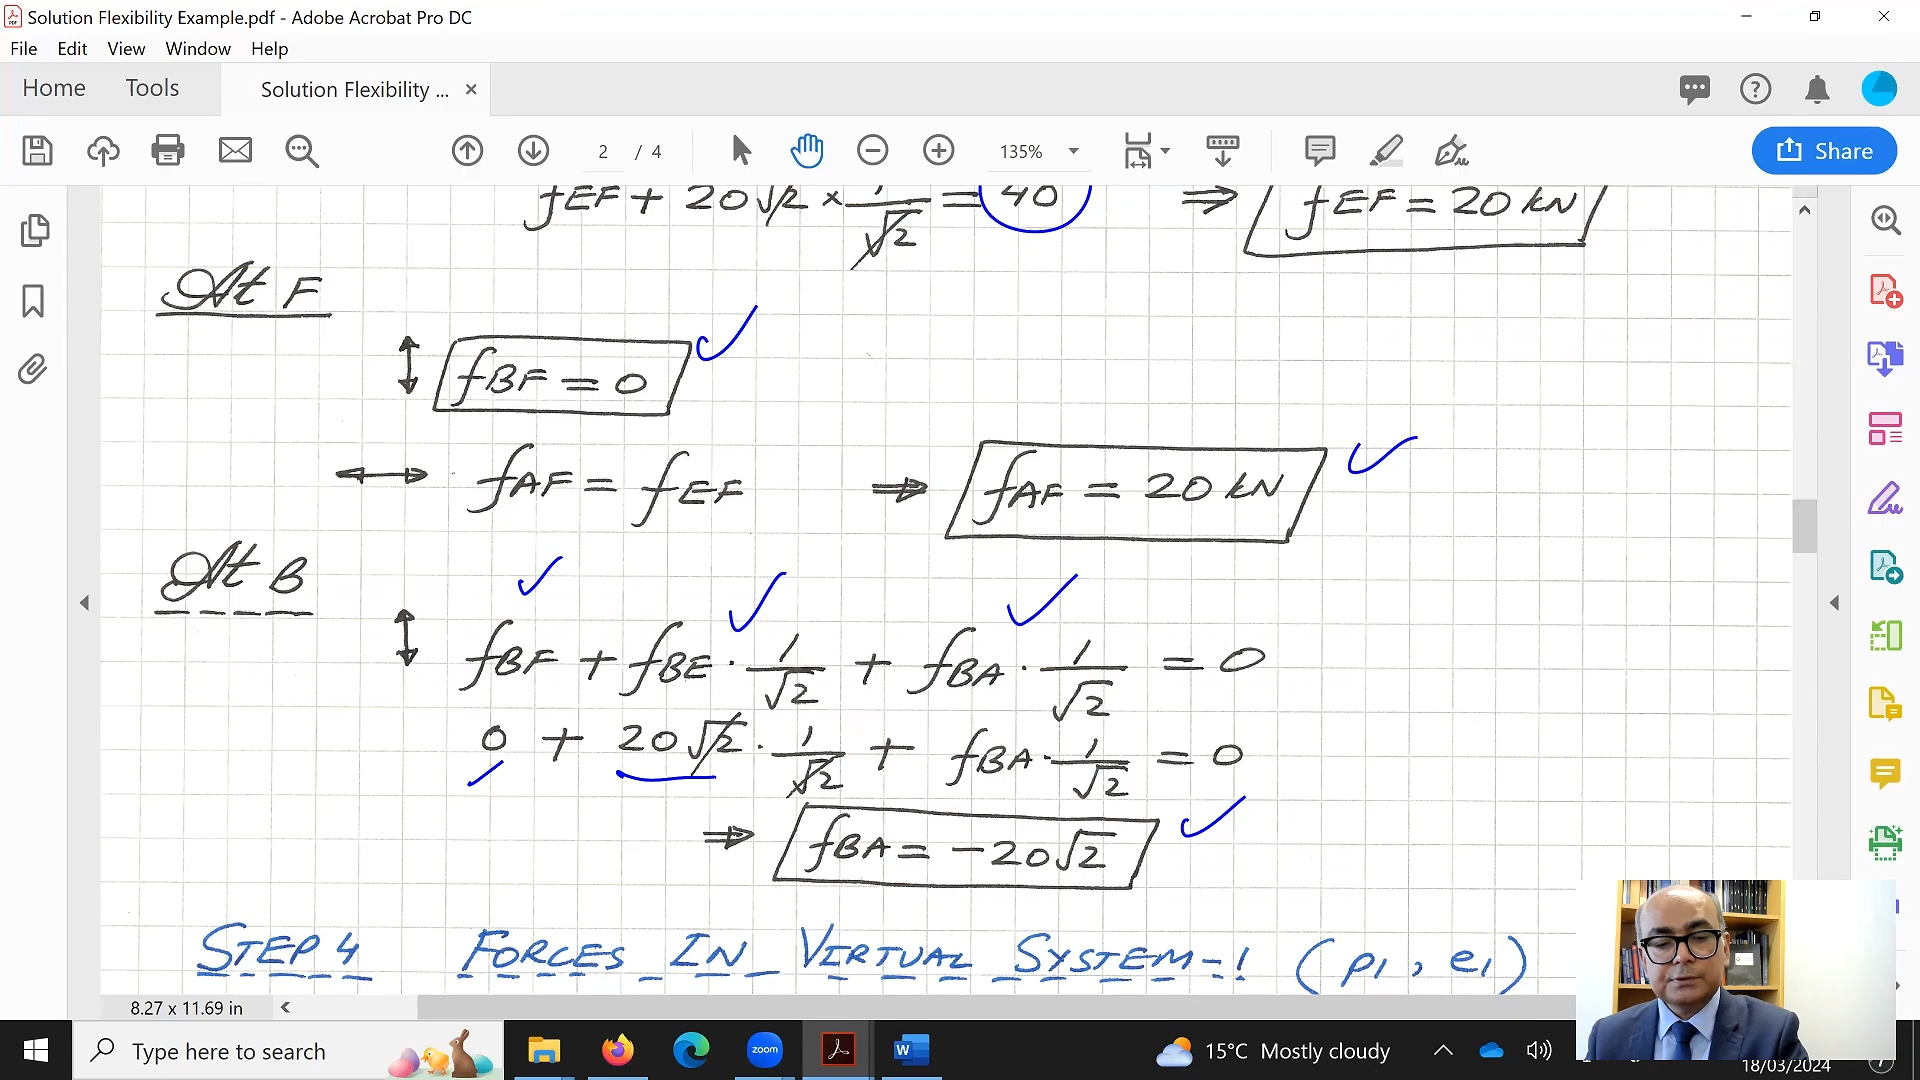 Solution Flexibility Example.pdf - Adobe Acrobat Pro DC
File Edit View Window Help
Home Tools Solution Flexibility ... ×
2 / 4 135% Share
fEF + 20√2 × 1/√2 = 40 ⇒ fEF = 20 kN
At F
↕ fBF = 0 ✓
↔ fAF = fEF ⇒ fAF = 20 kN ✓
At B
↕ fBF + fBE · 1/√2 + fBA · 1/√2 = 0
0 + 20√2 · 1/√2 + fBA · 1/√2 = 0
⇒ fBA = -20√2 ✓
STEP 4 FORCES IN VIRTUAL SYSTEM-1 (p1, e1)
8.27 x 11.69 in
Type here to search
zoom
W
15°C Mostly cloudy
18/03/2024